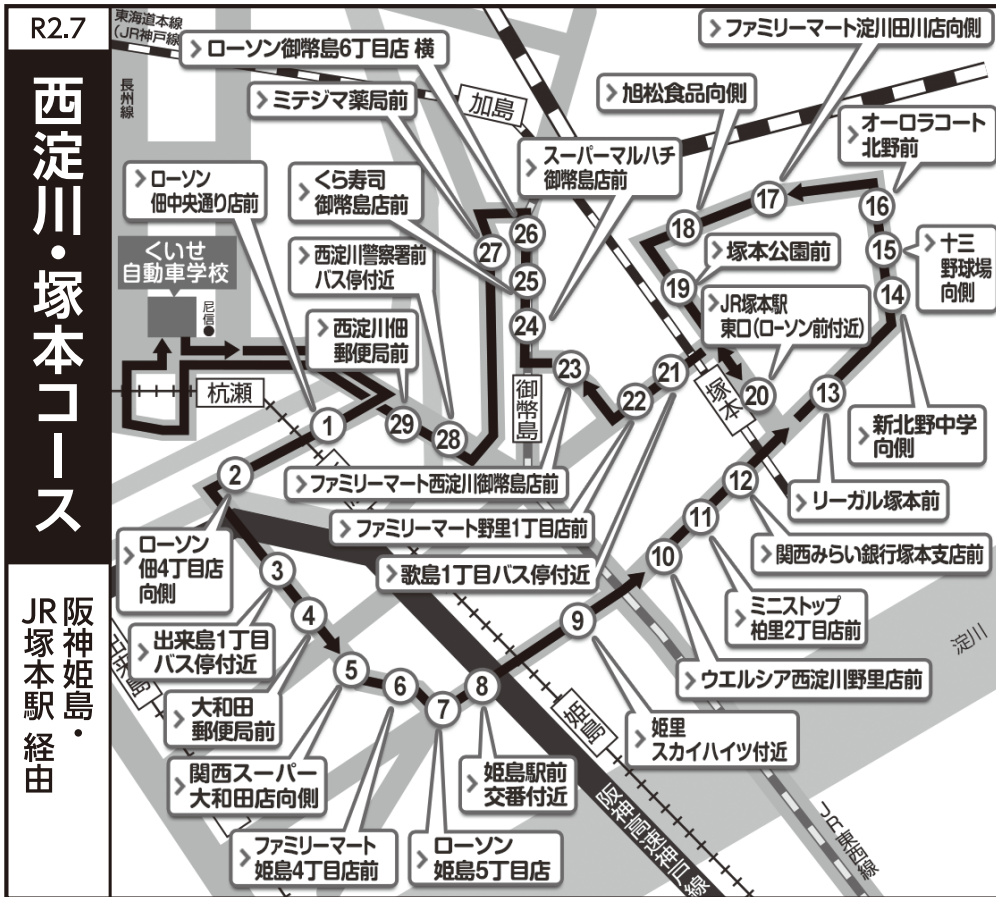 R2.7
西淀川・塚本コース
阪神姫島・
JR塚本駅 経由
東海道本線
(JR神戸線)
長州線
ローソン御幣島6丁目店 横
ミテジマ薬局前
加島
ファミリーマート淀川田川店向側
旭松食品向側
オーロラコート
北野前
ローソン
佃中央通り店前
くら寿司
御幣島店前
スーパーマルハチ
御幣島店前
西淀川警察署前
バス停付近
くいせ
自動車学校
尼信
西淀川佃
郵便局前
塚本公園前
JR塚本駅
東口(ローソン前付近)
十三
野球場
向側
杭瀬
御幣島
塚本
新北野中学
向側
リーガル塚本前
関西みらい銀行塚本支店前
ミニストップ
柏里2丁目店前
ウエルシア西淀川野里店前
ファミリーマート西淀川御幣島店前
ファミリーマート野里1丁目店前
歌島1丁目バス停付近
ローソン
佃4丁目店
向側
出来島1丁目
バス停付近
大和田
郵便局前
関西スーパー
大和田店向側
ファミリーマート
姫島4丁目店前
ローソン
姫島5丁目店
姫島駅前
交番付近
姫里
スカイハイツ付近
姫島
淀川
阪神高速神戸線
JR東西線
1
2
3
4
5
6
7
8
9
10
11
12
13
14
15
16
17
18
19
20
21
22
23
24
25
26
27
28
29